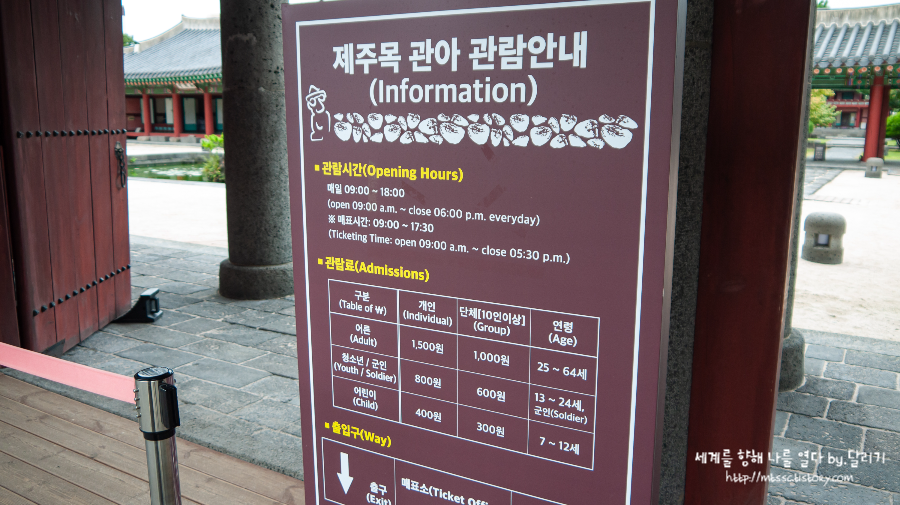 제주목 관아 관람안내
(Information)
▪ 관람시간(Opening Hours)
매일 09:00 ~ 18:00
(open 09:00 a.m. ~ close 06:00 p.m. everyday)
※ 매표시간: 09:00 ~ 17:30
(Ticketing Time: open 09:00 a.m. ~ close 05:30 p.m.)
▪ 관람료(Admissions)
구분 개인 단체[10인이상] 연령
(Table of ₩) (Individual) (Group) (Age)
어른 1,500원 1,000원 25 ~ 64세
(Adult)
청소년 / 군인 800원 600원 13 ~ 24세,
(Youth / Soldier) 군인(Soldier)
어린이 400원 300원 7 ~ 12세
(Child)
▪ 출입구(Way)
출구 매표소(Ticket Offi
(Exit)
세계를 향해 나를 열다 by.달리키